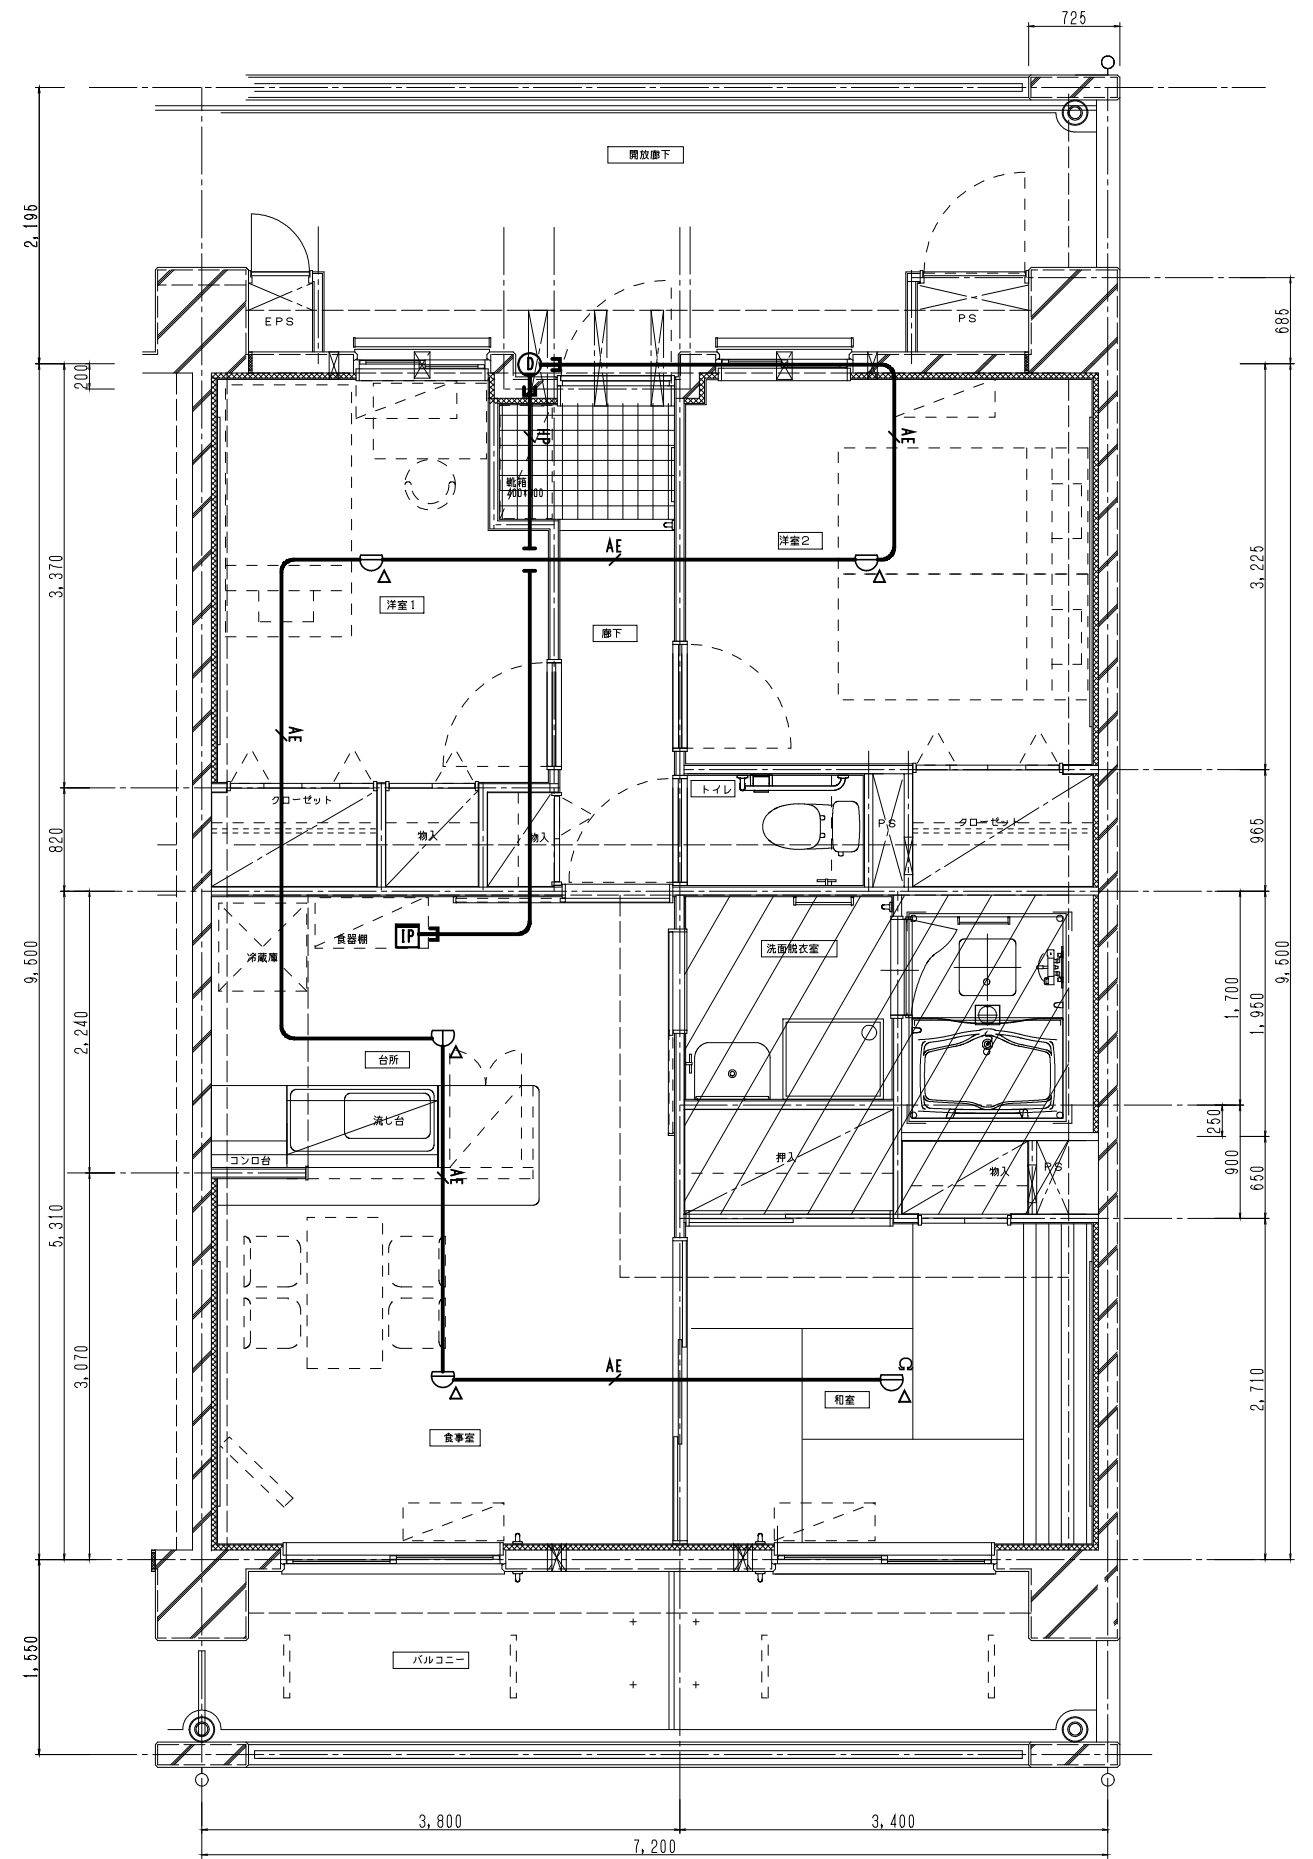 725
開放廊下
2,195
EPS
PS
685
200
D
HP
AE
靴箱
400*400
洋室2
AE
3,370
3,225
洋室1
廊下
AE
クローゼット
物入
物入
トイレ
PS
クローゼット
820
965
食器棚
IP
冷蔵庫
洗面脱衣室
9,500
9,500
1,700
1,950
2,240
台所
流し台
コンロ台
AE
250
押入
物入
PS
900
650
5,310
3,070
AE
Ω
和室
2,710
食事室
1,550
バルコニー
3,800
3,400
7,200